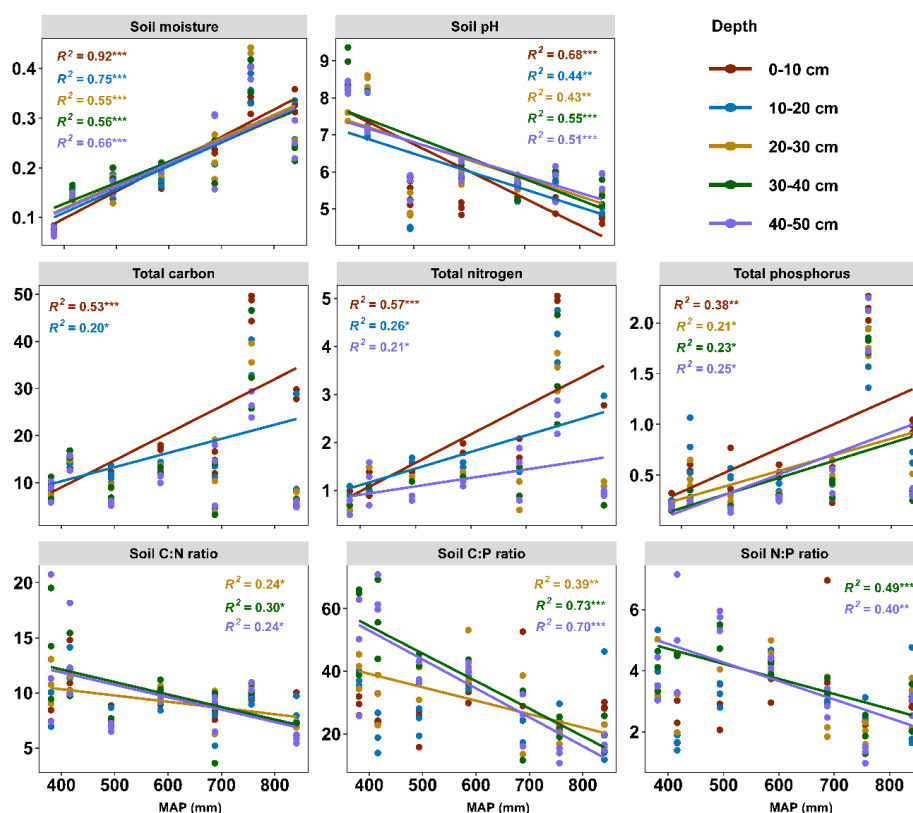 Soil moisture
R² = 0.92***
R² = 0.75***
R² = 0.55***
R² = 0.56***
R² = 0.66***
0.4
0.3
0.2
0.1
Soil pH
R² = 0.68***
R² = 0.44**
R² = 0.43**
R² = 0.55***
R² = 0.51***
9
8
7
6
5
Depth
0-10 cm
10-20 cm
20-30 cm
30-40 cm
40-50 cm
Total carbon
R² = 0.53***
R² = 0.20*
50
40
30
20
10
Total nitrogen
R² = 0.57***
R² = 0.26*
R² = 0.21*
5
4
3
2
1
Total phosphorus
R² = 0.38**
R² = 0.21*
R² = 0.23*
R² = 0.25*
2.0
1.5
1.0
0.5
Soil C:N ratio
R² = 0.24*
R² = 0.30*
R² = 0.24*
20
15
10
5
400 500 600 700 800
MAP (mm)
Soil C:P ratio
R² = 0.39**
R² = 0.73***
R² = 0.70***
60
40
20
400 500 600 700 800
MAP (mm)
Soil N:P ratio
R² = 0.49***
R² = 0.40**
6
4
2
400 500 600 700 800
MAP (mm)